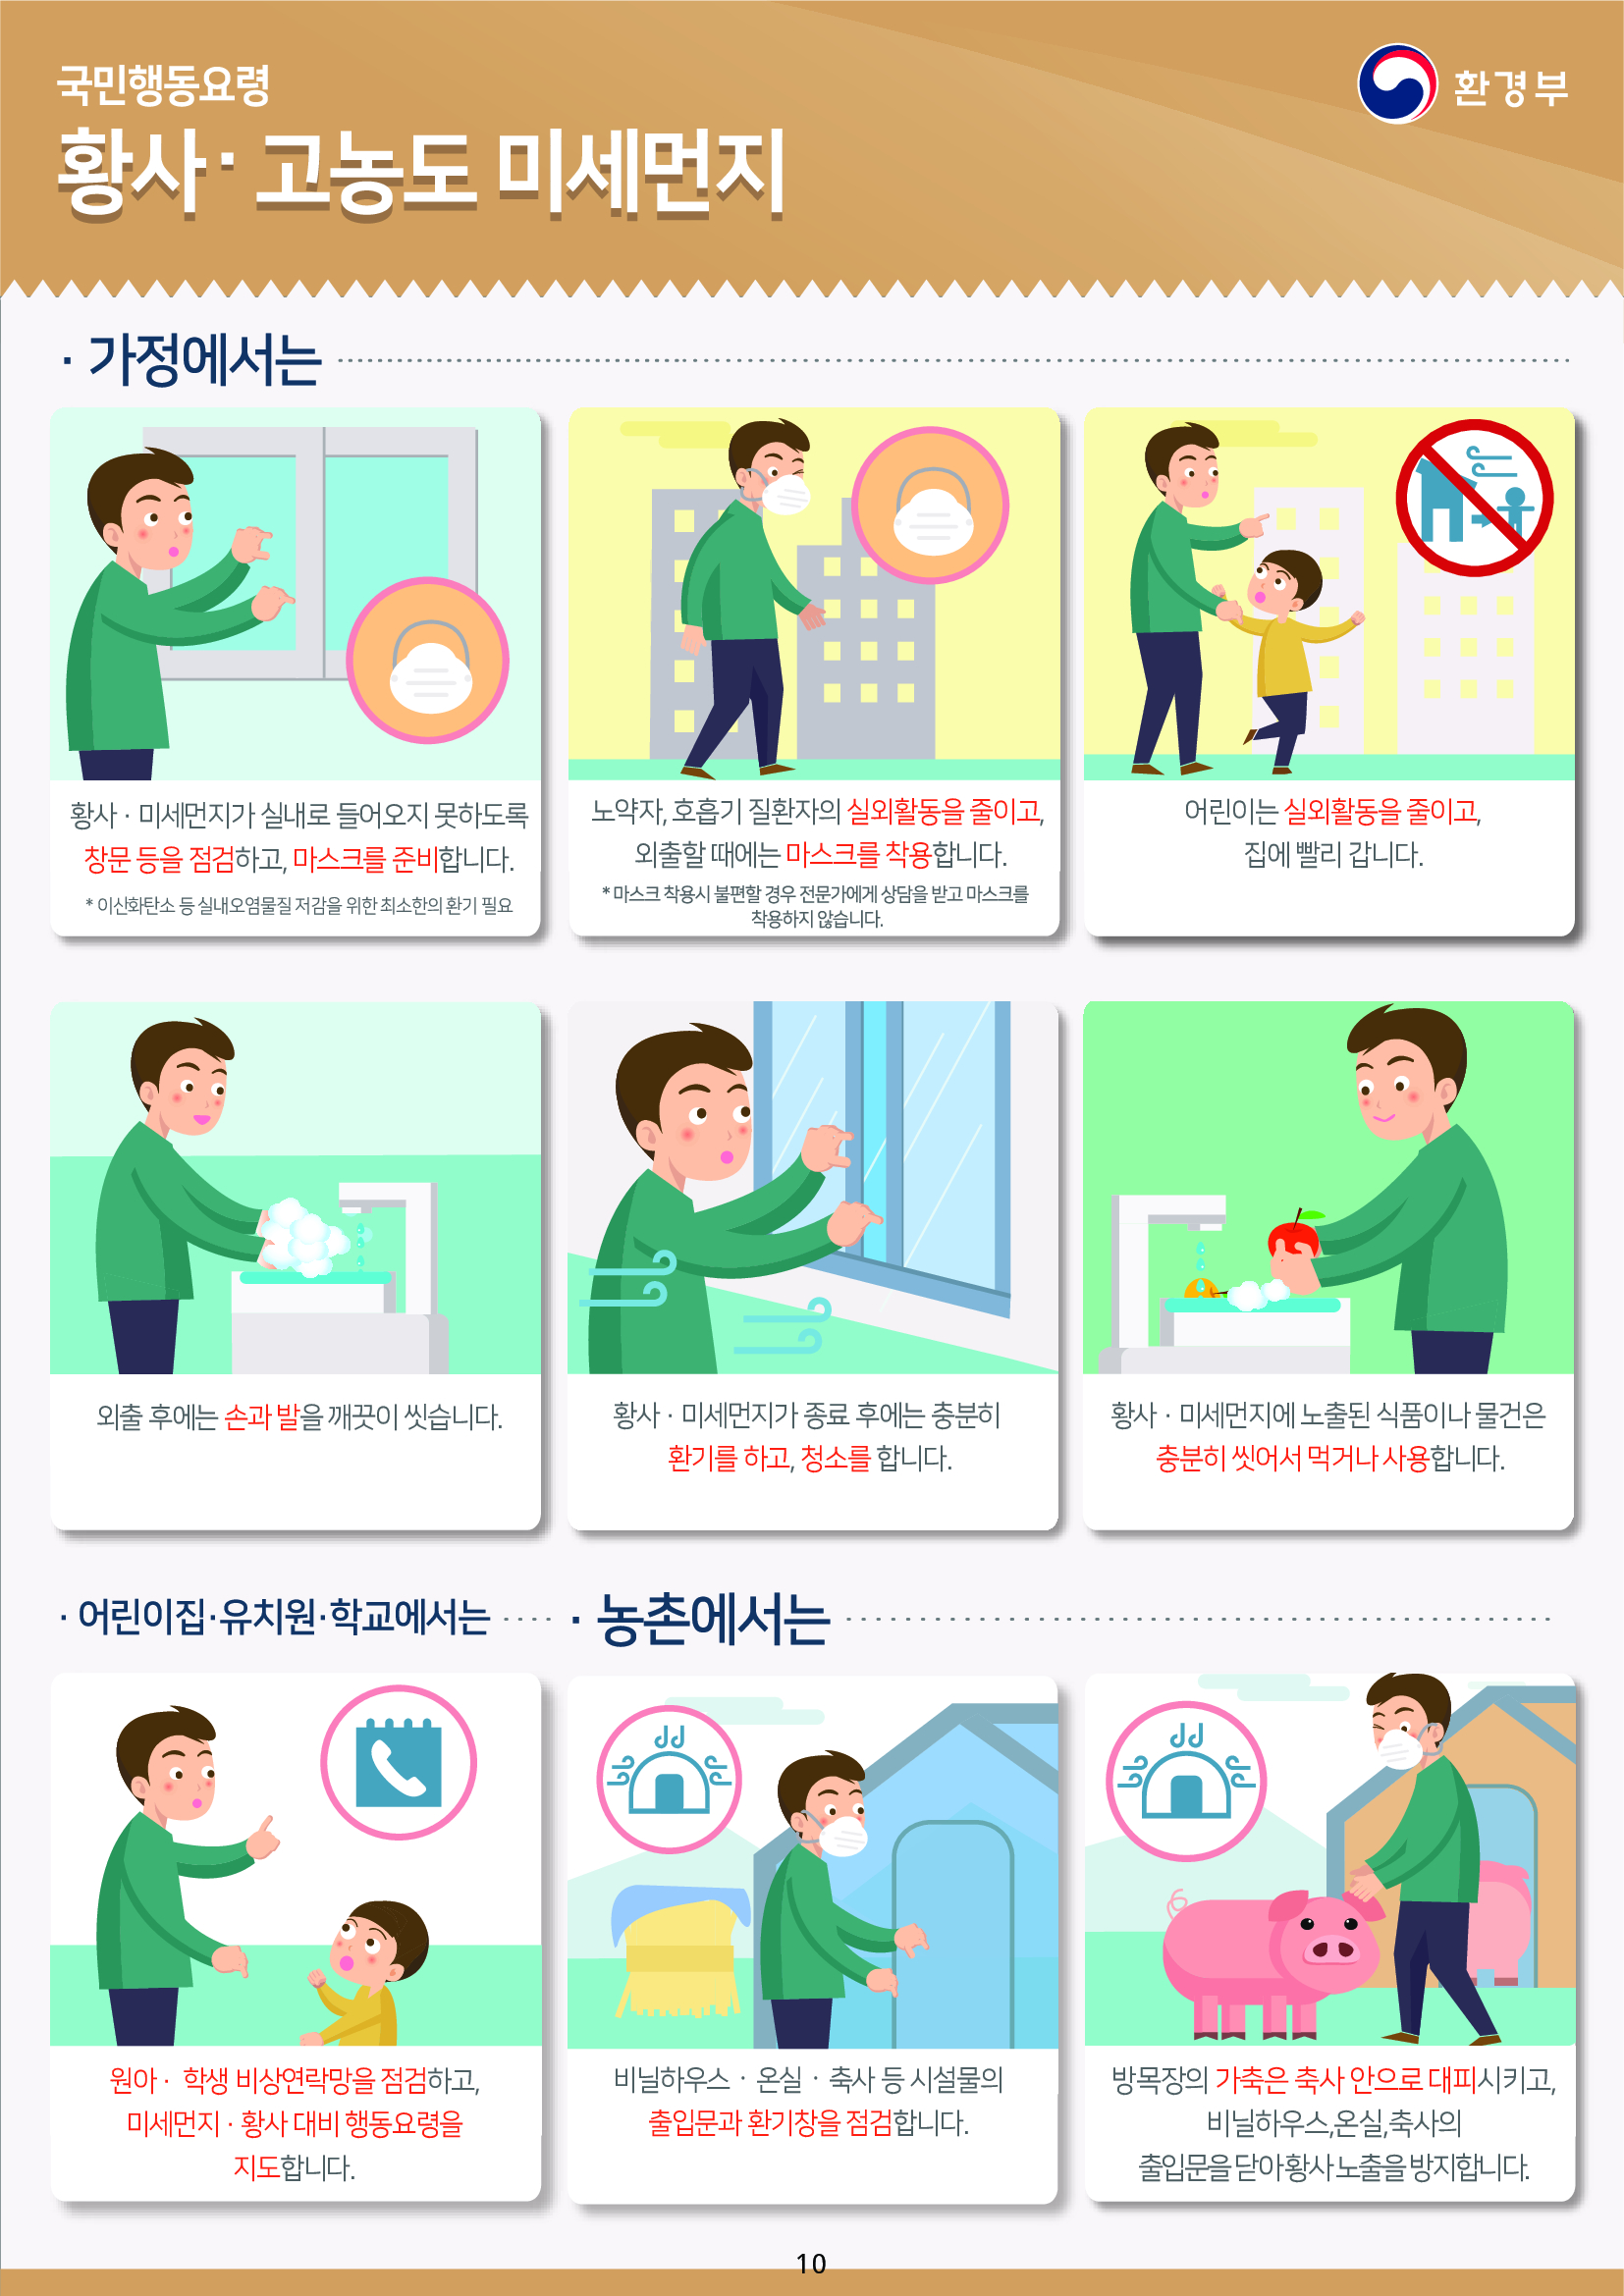 국민행동요령
황사· 고농도 미세먼지
환경부
· 가정에서는
황사 · 미세먼지가 실내로 들어오지 못하도록
창문 등을 점검하고, 마스크를 준비합니다.
* 이산화탄소 등 실내오염물질 저감을 위한 최소한의 환기 필요
노약자, 호흡기 질환자의 실외활동을 줄이고,
외출할 때에는 마스크를 착용합니다.
* 마스크 착용시 불편할 경우 전문가에게 상담을 받고 마스크를
착용하지 않습니다.
어린이는 실외활동을 줄이고,
집에 빨리 갑니다.
외출 후에는 손과 발을 깨끗이 씻습니다.
황사 · 미세먼지가 종료 후에는 충분히
환기를 하고, 청소를 합니다.
황사 · 미세먼지에 노출된 식품이나 물건은
충분히 씻어서 먹거나 사용합니다.
· 어린이집·유치원·학교에서는
원아 · 학생 비상연락망을 점검하고,
미세먼지 · 황사 대비 행동요령을
지도합니다.
· 농촌에서는
비닐하우스 · 온실 · 축사 등 시설물의
출입문과 환기창을 점검합니다.
방목장의 가축은 축사 안으로 대피시키고,
비닐하우스,온실,축사의
출입문을 닫아 황사 노출을 방지합니다.
10